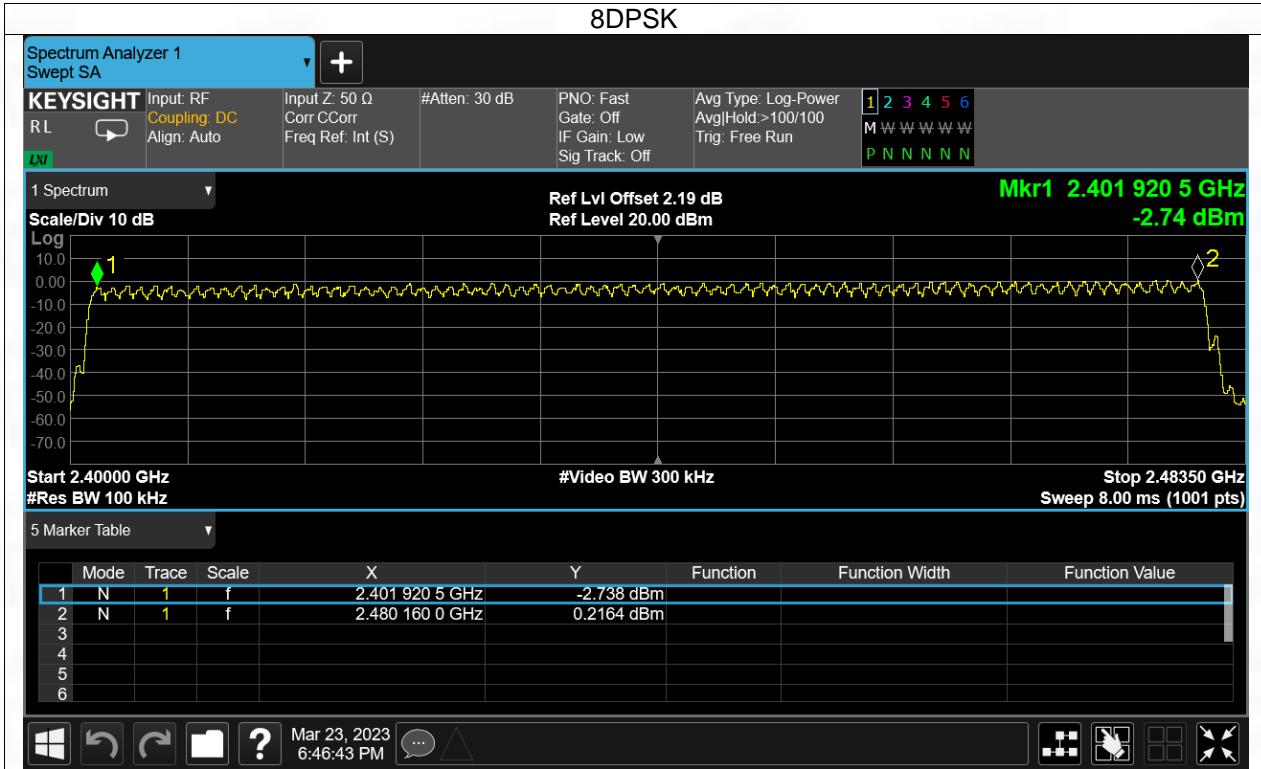 8DPSK
Spectrum Analyzer 1
Swept SA
+
KEYSIGHT
R L
LXI
Input: RF
Coupling: DC
Align: Auto
Input Z: 50 Ω
Corr CCorr
Freq Ref: Int (S)
#Atten: 30 dB
PNO: Fast
Gate: Off
IF Gain: Low
Sig Track: Off
Avg Type: Log-Power
Avg|Hold:>100/100
Trig: Free Run
1 2 3 4 5 6
M W W W W W
P N N N N N
1 Spectrum
Scale/Div 10 dB
Ref Lvl Offset 2.19 dB
Ref Level 20.00 dBm
Mkr1 2.401 920 5 GHz
-2.74 dBm
Log
10.0
0.00
-10.0
-20.0
-30.0
-40.0
-50.0
-60.0
-70.0
1
2
Start 2.40000 GHz
#Res BW 100 kHz
#Video BW 300 kHz
Stop 2.48350 GHz
Sweep 8.00 ms (1001 pts)
5 Marker Table
Mode Trace Scale X Y Function Function Width Function Value
1 N 1 f 2.401 920 5 GHz -2.738 dBm
2 N 1 f 2.480 160 0 GHz 0.2164 dBm
3
4
5
6
?
Mar 23, 2023
6:46:43 PM